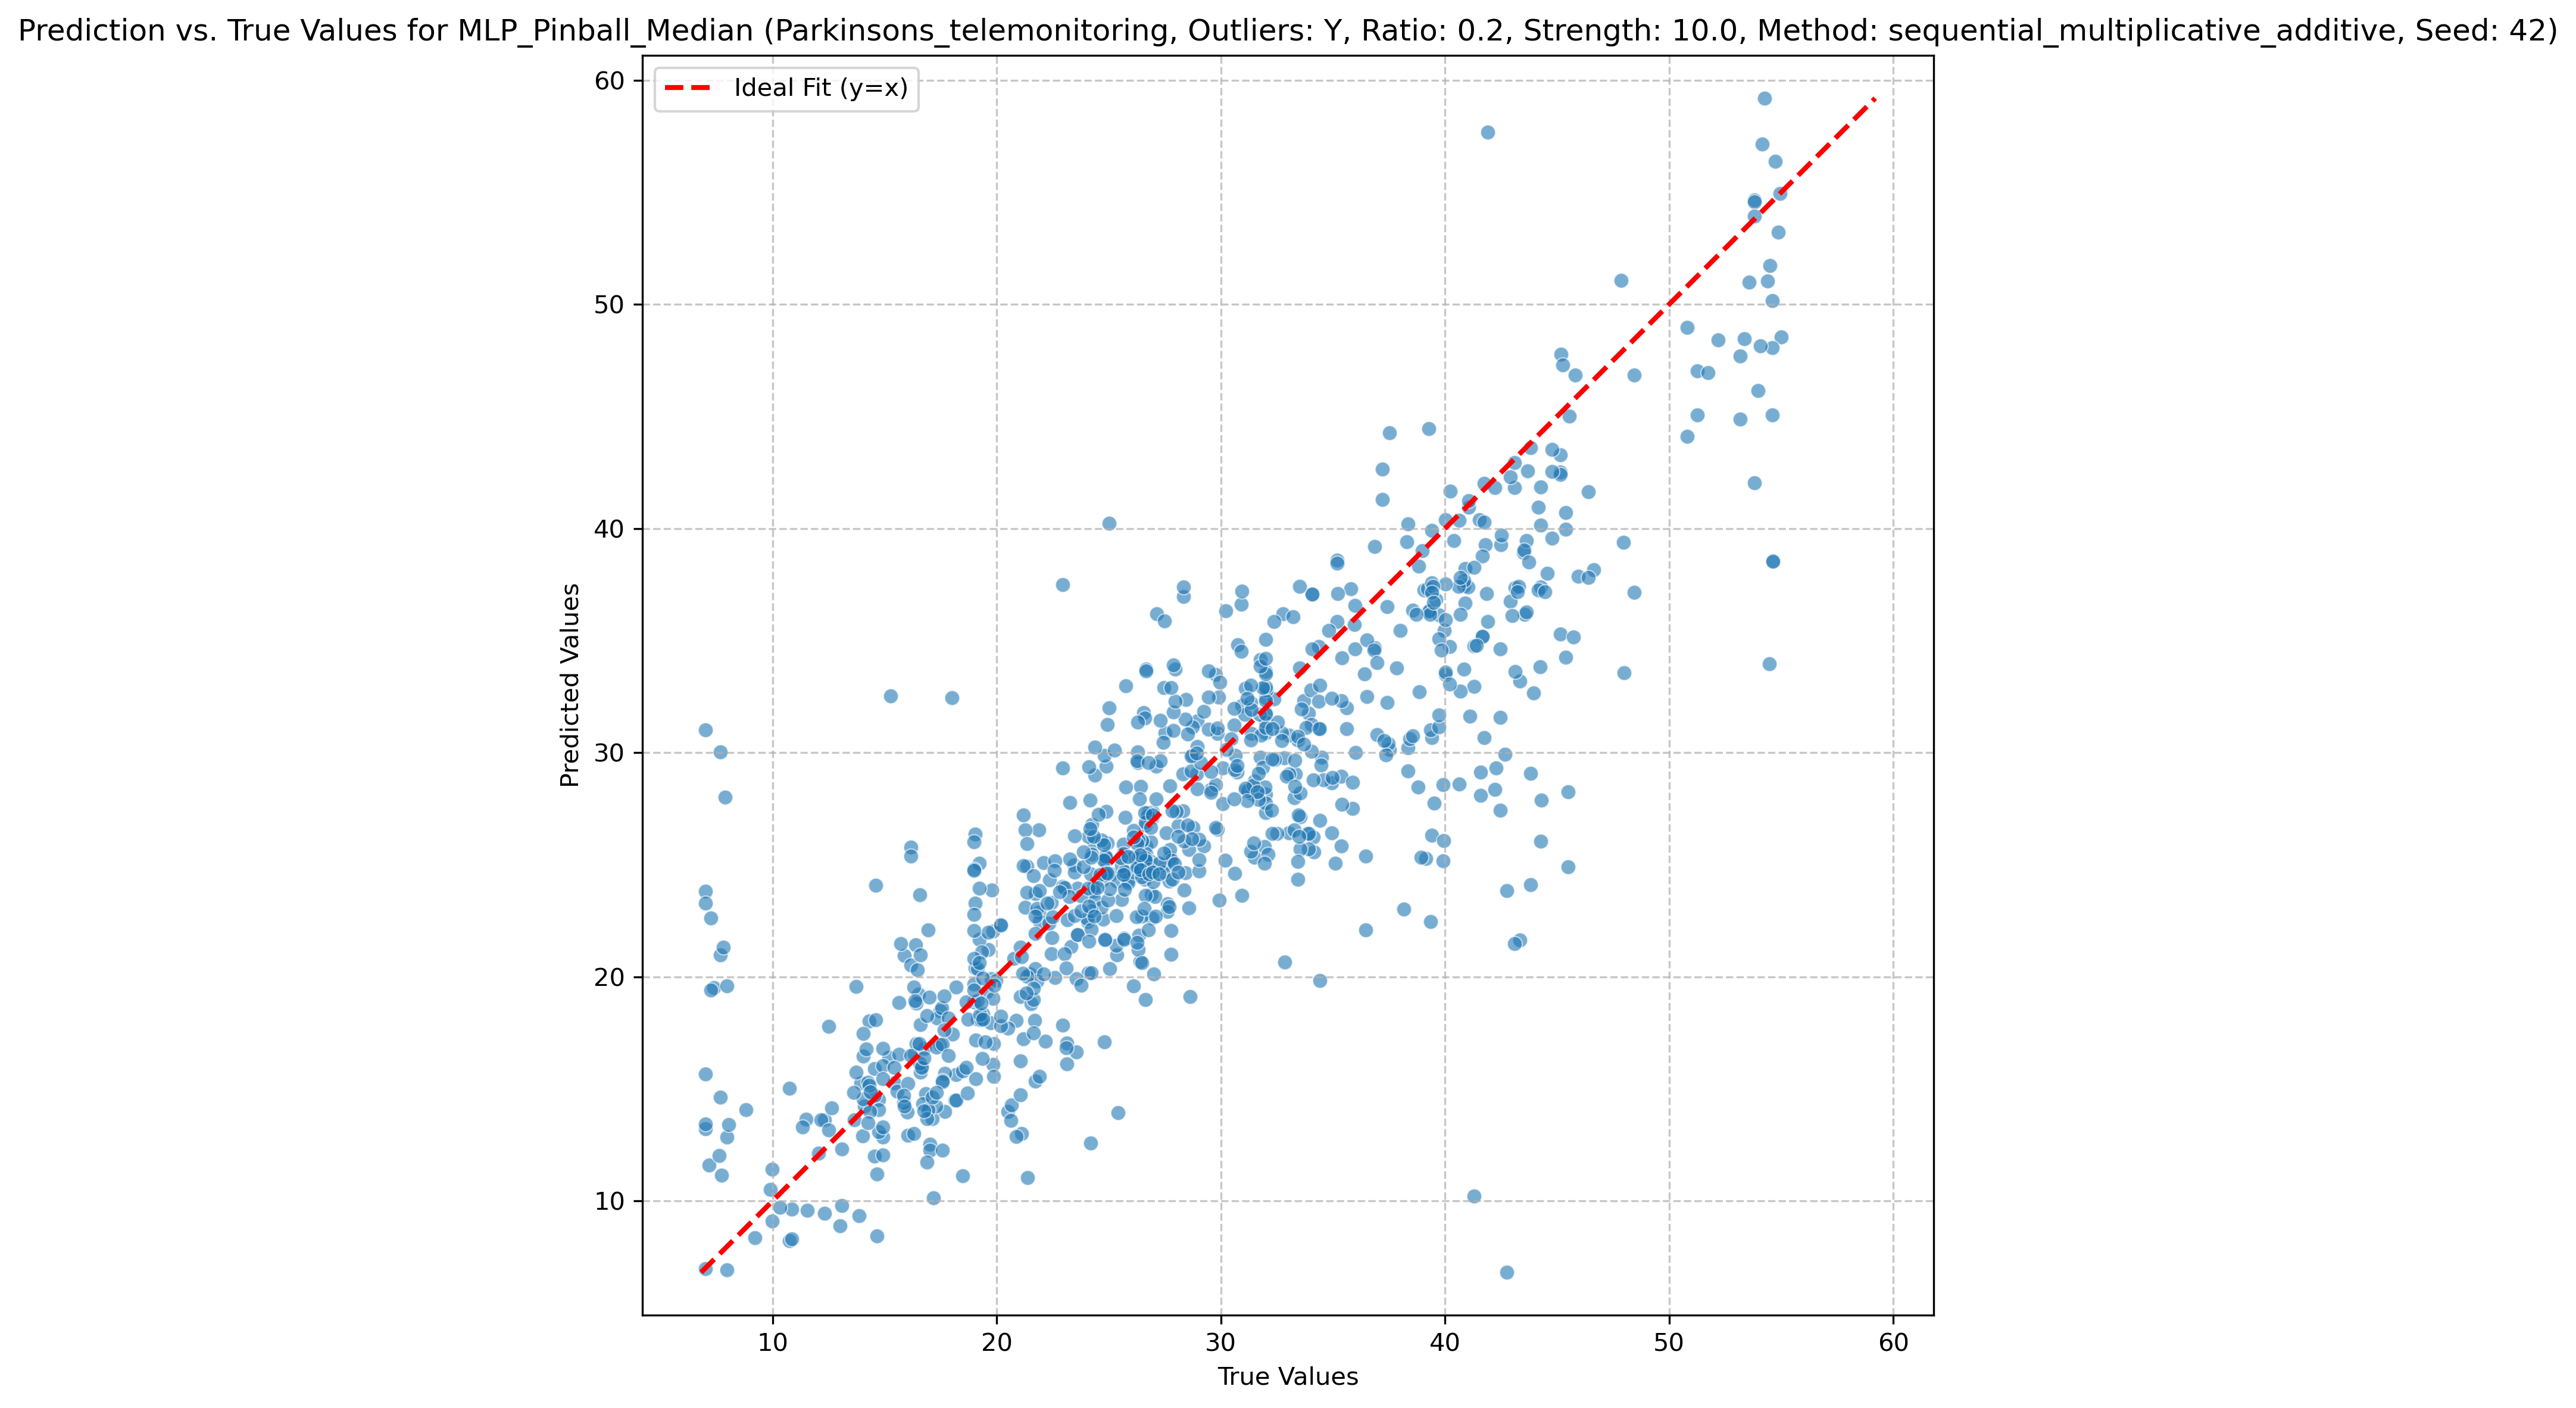 Prediction vs. True Values for MLP_Pinball_Median (Parkinsons_telemonitoring, Outliers: Y, Ratio: 0.2, Strength: 10.0, Method: sequential_multiplicative_additive, Seed: 42)
Ideal Fit (y=x)
60
50
40
30
20
10
Predicted Values
10 20 30 40 50 60
True Values